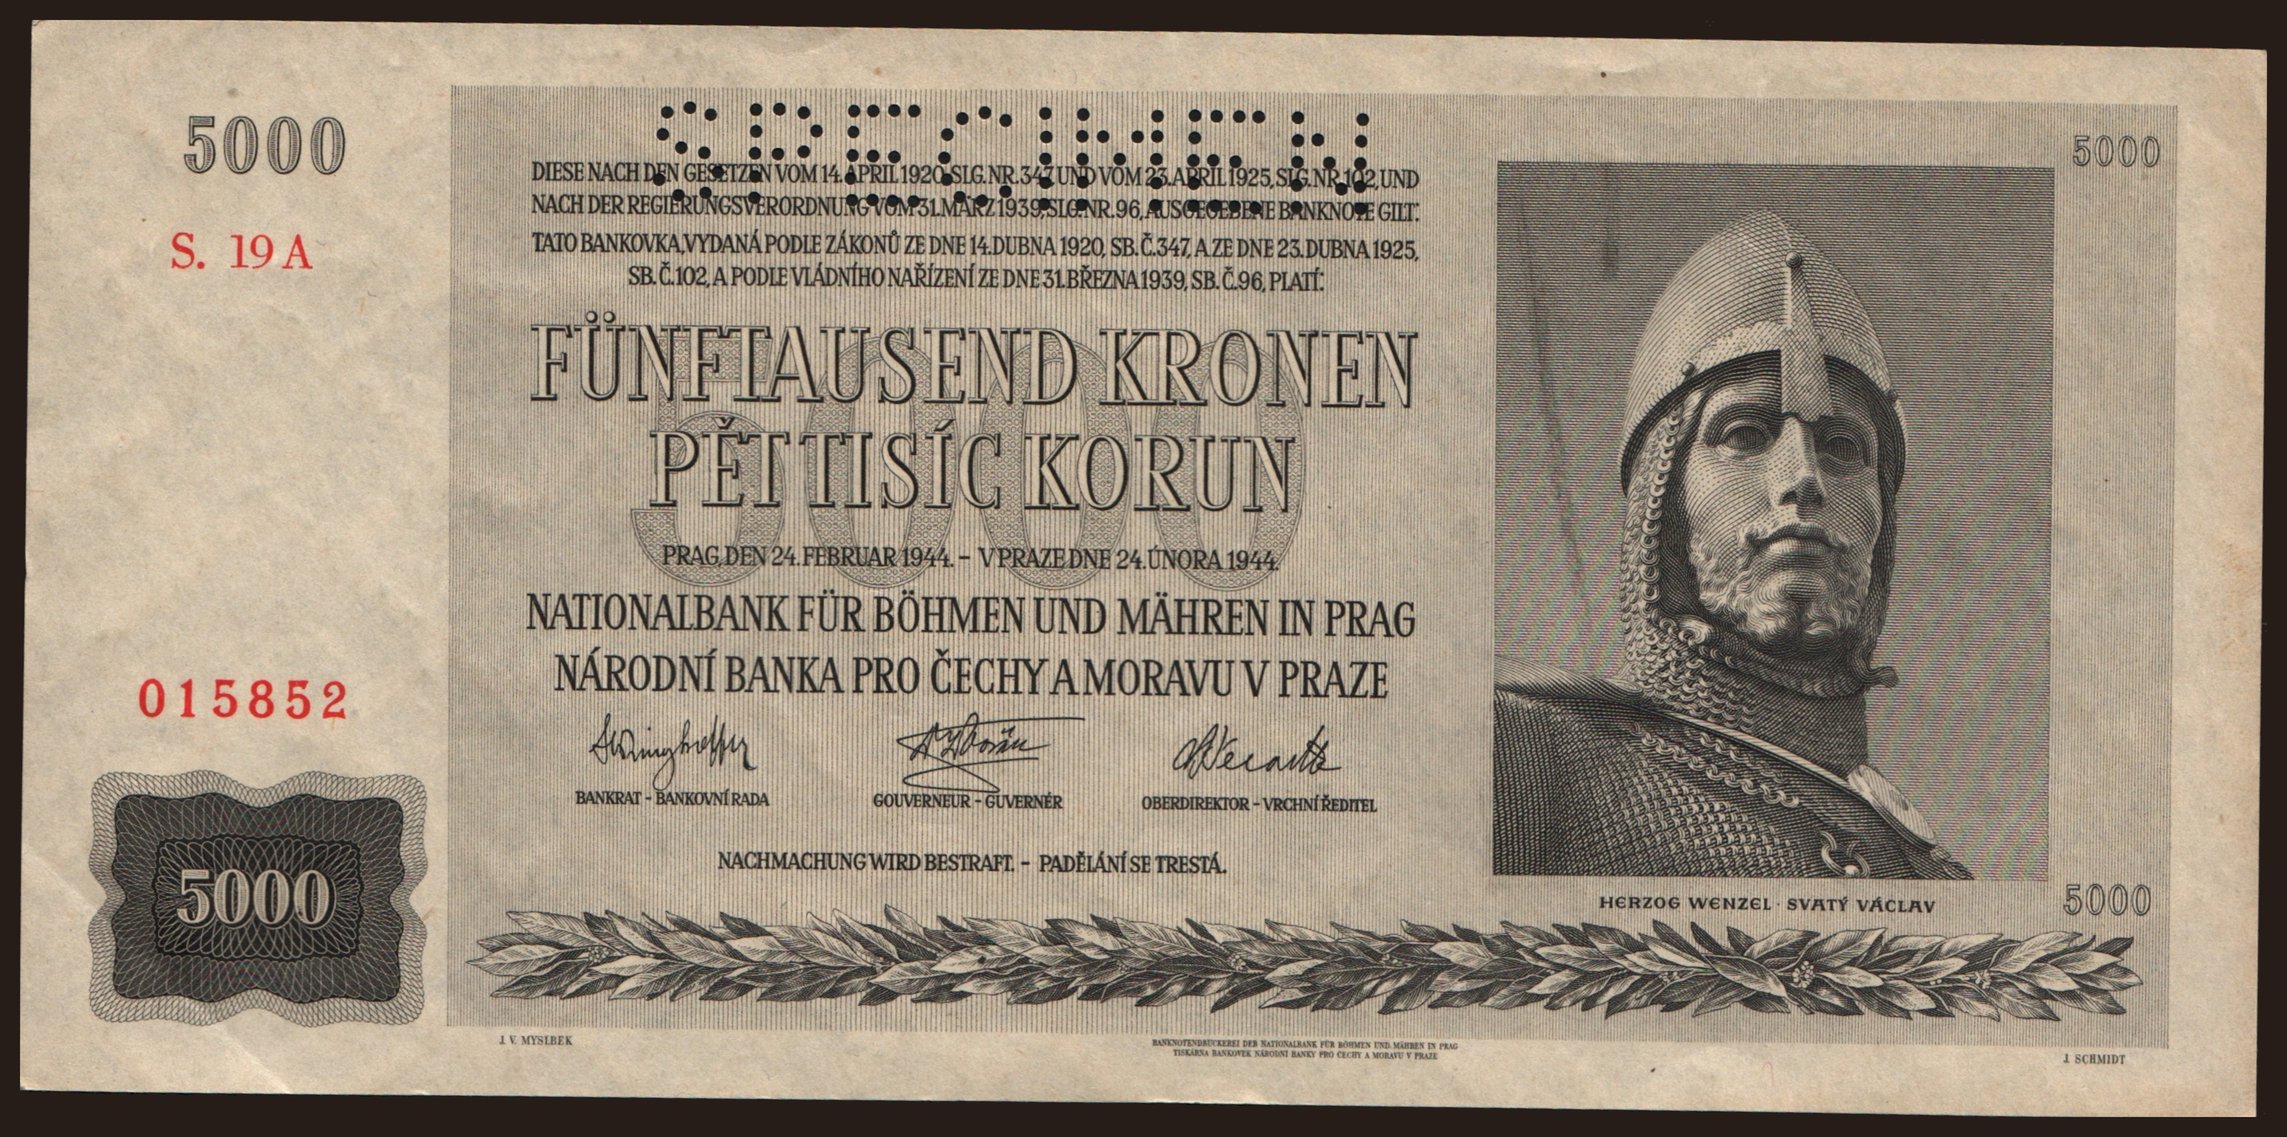 SPECIMEN
5000
5000
DIESE NACH DEN GESETZEN VOM 14. APRIL 1920, SLG. NR. 347, UND VOM 23. APRIL 1925, SLG. NR. 102, UND
NACH DER REGIERUNGSVERORDNUNG VOM 31. MÄRZ 1939, SLG. NR. 96, AUSGEGEBENE BANKNOTE GILT:
S. 19 A
TATO BANKOVKA, VYDANÁ PODLE ZÁKONŮ ZE DNE 14. DUBNA 1920, SB. Č. 347, A ZE DNE 23. DUBNA 1925,
SB. Č. 102, A PODLE VLÁDNÍHO NAŘÍZENÍ ZE DNE 31. BŘEZNA 1939, SB. Č. 96, PLATÍ:
FÜNFTAUSEND KRONEN
5000
PĚT TISÍC KORUN
PRAG, DEN 24. FEBRUAR 1944. – V PRAZE DNE 24. ÚNORA 1944.
NATIONALBANK FÜR BÖHMEN UND MÄHREN IN PRAG
NÁRODNÍ BANKA PRO ČECHY A MORAVU V PRAZE
015852
BANKRAT – BANKOVNÍ RADA
GOUVERNEUR – GUVERNÉR
OBERDIREKTOR – VRCHNÍ ŘEDITEL
NACHMACHUNG WIRD BESTRAFT. – PADĚLÁNÍ SE TRESTÁ.
5000
HERZOG WENZEL · SVATÝ VÁCLAV
5000
J. V. MYSLBEK
BANKNOTENDRUCKEREI DER NATIONALBANK FÜR BÖHMEN UND MÄHREN IN PRAG
TISKÁRNA BANKOVEK NÁRODNÍ BANKY PRO ČECHY A MORAVU V PRAZE
J. SCHMIDT